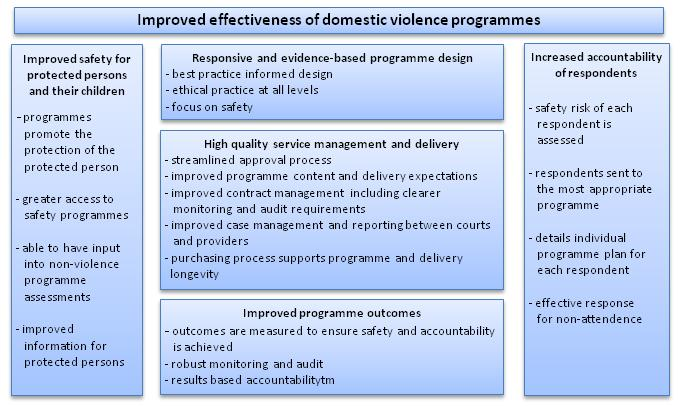 Improved effectiveness of domestic violence programmes
Improved safety for
protected persons
and their children
- programmes
promote the
protection of the
protected person
- greater access to
safety programmes
- able to have input
into non-violence
programme
assessments
- improved
information for
protected persons
Responsive and evidence-based programme design
- best practice informed design
- ethical practice at all levels
- focus on safety
High quality service management and delivery
- streamlined approval process
- improved programme content and delivery expectations
- improved contract management including clearer
monitoring and audit requirements
- improved case management and reporting between courts
and providers
- purchasing process supports programme and delivery
longevity
Improved programme outcomes
- outcomes are measured to ensure safety and accountability
is achieved
- robust monitoring and audit
- results based accountabilitytm
Increased accountability
of respondents
- safety risk of each
respondent is
assessed
- respondents sent to
the most appropriate
programme
- details individual
programme plan for
each respondent
- effective response
for non-attendence